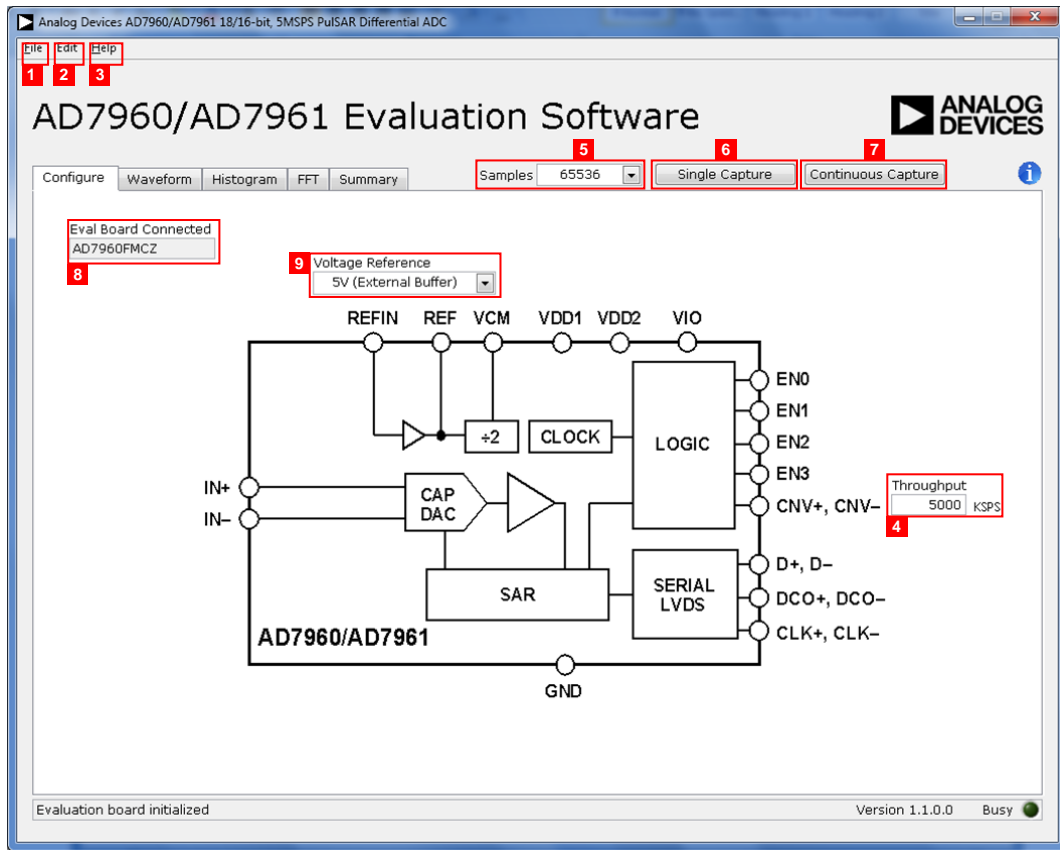 Analog Devices AD7960/AD7961 18/16-bit, 5MSPS PulSAR Differential ADC
File Edit Help
1 2 3
AD7960/AD7961 Evaluation Software
ANALOG
DEVICES
5 6 7
Configure Waveform Histogram FFT Summary Samples 65536 Single Capture Continuous Capture i
Eval Board Connected
AD7960FMCZ
8
9 Voltage Reference
5V (External Buffer)
REFIN REF VCM VDD1 VDD2 VIO
EN0
EN1
÷2 CLOCK LOGIC EN2
EN3
IN+
IN–
CAP
DAC
CNV+, CNV–
Throughput
5000 KSPS
4
D+, D–
SAR
SERIAL
LVDS
DCO+, DCO–
CLK+, CLK–
AD7960/AD7961
GND
Evaluation board initialized Version 1.1.0.0 Busy